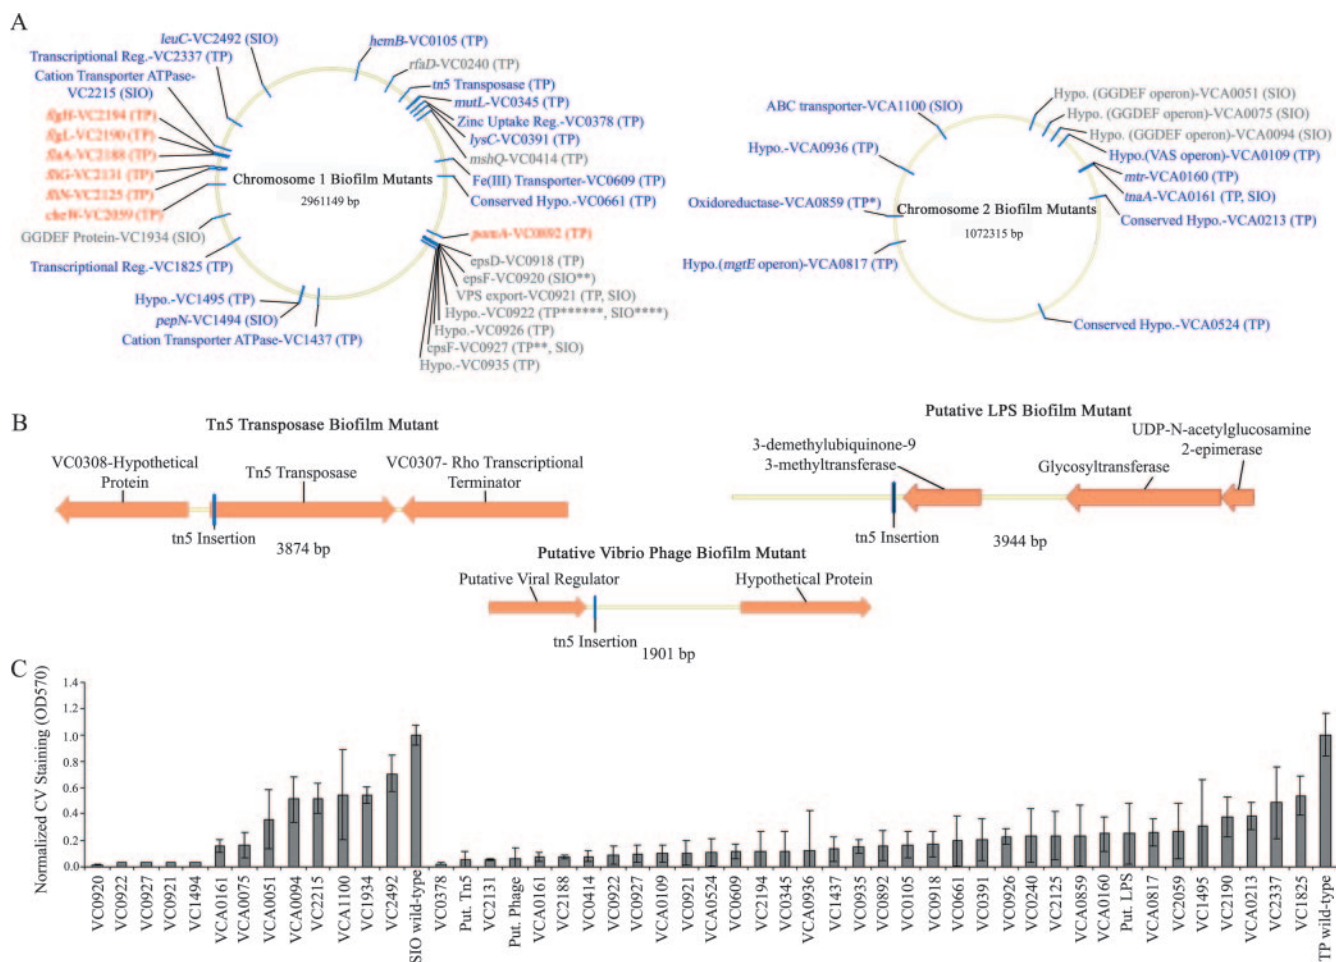 A
leuC-VC2492 (SIO)
Transcriptional Reg.-VC2337 (TP)
Cation Transporter ATPase-
VC2215 (SIO)
flgH-VC2194 (TP)
flgL-VC2190 (TP)
flaA-VC2188 (TP)
fliG-VC2131 (TP)
fliN-VC2125 (TP)
cheW-VC2059 (TP)
GGDEF Protein-VC1934 (SIO)
Transcriptional Reg.-VC1825 (TP)
Hypo.-VC1495 (TP)
pepN-VC1494 (SIO)
Cation Transporter ATPase-VC1437 (TP)
Chromosome 1 Biofilm Mutants
2961149 bp
hemB-VC0105 (TP)
rfaD-VC0240 (TP)
tn5 Transposase (TP)
mutL-VC0345 (TP)
Zinc Uptake Reg.-VC0378 (TP)
lysC-VC0391 (TP)
mshQ-VC0414 (TP)
Fe(III) Transporter-VC0609 (TP)
Conserved Hypo.-VC0661 (TP)
pomA-VC0892 (TP)
epsD-VC0918 (TP)
epsF-VC0920 (SIO**)
VPS export-VC0921 (TP, SIO)
Hypo.-VC0922 (TP******, SIO****)
Hypo.-VC0926 (TP)
cpsF-VC0927 (TP**, SIO)
Hypo.-VC0935 (TP)
ABC transporter-VCA1100 (SIO)
Hypo.-VCA0936 (TP)
Oxidoreductase-VCA0859 (TP*)
Hypo.(mgtE operon)-VCA0817 (TP)
Chromosome 2 Biofilm Mutants
1072315 bp
Hypo. (GGDEF operon)-VCA0051 (SIO)
Hypo. (GGDEF operon)-VCA0075 (SIO)
Hypo. (GGDEF operon)-VCA0094 (SIO)
Hypo.(VAS operon)-VCA0109 (TP)
mtr-VCA0160 (TP)
tnaA-VCA0161 (TP, SIO)
Conserved Hypo.-VCA0213 (TP)
Conserved Hypo.-VCA0524 (TP)
B
Tn5 Transposase Biofilm Mutant
VC0308-Hypothetical
Protein
Tn5 Transposase
VC0307- Rho Transcriptional
Terminator
tn5 Insertion
3874 bp
Putative LPS Biofilm Mutant
3-demethylubiquinone-9
3-methyltransferase
Glycosyltransferase
UDP-N-acetylglucosamine
2-epimerase
tn5 Insertion
3944 bp
Putative Vibrio Phage Biofilm Mutant
Putative Viral Regulator
Hypothetical Protein
tn5 Insertion
1901 bp
C
Normalized CV Staining (OD570)
1.4
1.2
1.0
0.8
0.6
0.4
0.2
0.0
VC0920
VC0922
VC0927
VC0921
VC1494
VCA0161
VCA0075
VCA0051
VCA0094
VC2215
VCA1100
VC1934
VC2492
SIO wild-type
VC0378
Put. Tn5
VC2131
Put. Phage
VCA0161
VC2188
VC0414
VC0922
VC0927
VCA0109
VC0921
VCA0524
VC0609
VC2194
VC0345
VCA0936
VC1437
VC0935
VC0892
VC0105
VC0918
VC0661
VC0391
VC0926
VC0240
VC2125
VCA0859
VCA0160
Put. LPS
VCA0817
VC2059
VC1495
VC2190
VCA0213
VC2337
VC1825
TP wild-type